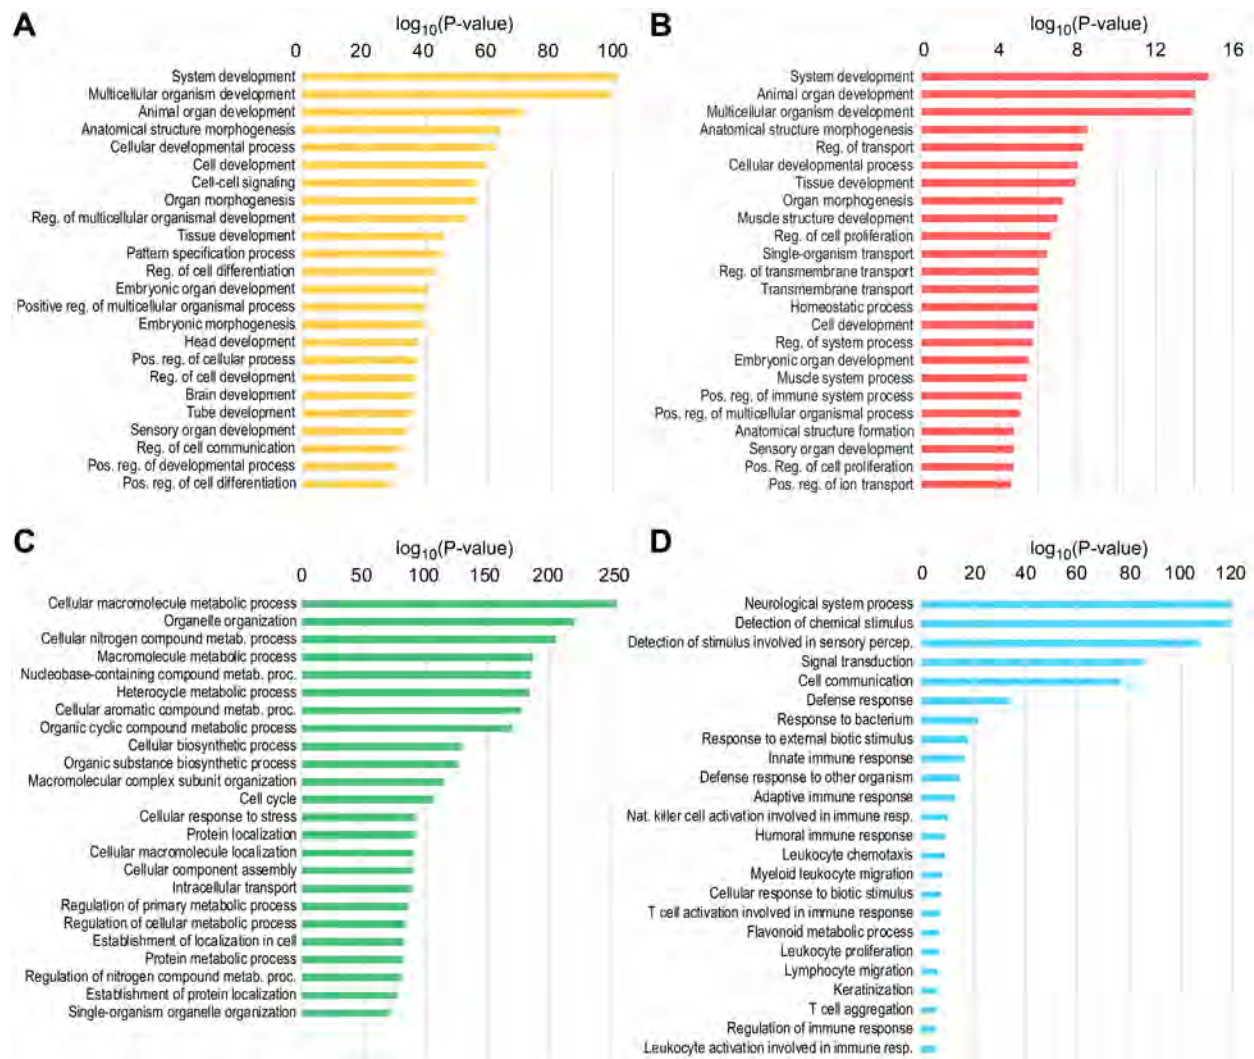 A
log10(P-value)
0 20 40 60 80 100
System development
Multicellular organism development
Animal organ development
Anatomical structure morphogenesis
Cellular developmental process
Cell development
Cell-cell signaling
Organ morphogenesis
Reg. of multicellular organismal development
Tissue development
Pattern specification process
Reg. of cell differentiation
Embryonic organ development
Positive reg. of multicellular organismal process
Embryonic morphogenesis
Head development
Pos. reg. of cellular process
Reg. of cell development
Brain development
Tube development
Sensory organ development
Reg. of cell communication
Pos. reg. of developmental process
Pos. reg. of cell differentiation
B
log10(P-value)
0 4 8 12 16
System development
Animal organ development
Multicellular organism development
Anatomical structure morphogenesis
Reg. of transport
Cellular developmental process
Tissue development
Organ morphogenesis
Muscle structure development
Reg. of cell proliferation
Single-organism transport
Reg. of transmembrane transport
Transmembrane transport
Homeostatic process
Cell development
Reg. of system process
Embryonic organ development
Muscle system process
Pos. reg. of immune system process
Pos. reg. of multicellular organismal process
Anatomical structure formation
Sensory organ development
Pos. Reg. of cell proliferation
Pos. reg. of ion transport
C
log10(P-value)
0 50 100 150 200 250
Cellular macromolecule metabolic process
Organelle organization
Cellular nitrogen compound metab. process
Macromolecule metabolic process
Nucleobase-containing compound metab. proc.
Heterocycle metabolic process
Cellular aromatic compound metab. proc.
Organic cyclic compound metabolic process
Cellular biosynthetic process
Organic substance biosynthetic process
Macromolecular complex subunit organization
Cell cycle
Cellular response to stress
Protein localization
Cellular macromolecule localization
Cellular component assembly
Intracellular transport
Regulation of primary metabolic process
Regulation of cellular metabolic process
Establishment of localization in cell
Protein metabolic process
Regulation of nitrogen compound metab. proc.
Establishment of protein localization
Single-organism organelle organization
D
log10(P-value)
0 20 40 60 80 100 120
Neurological system process
Detection of chemical stimulus
Detection of stimulus involved in sensory percep.
Signal transduction
Cell communication
Defense response
Response to bacterium
Response to external biotic stimulus
Innate immune response
Defense response to other organism
Adaptive immune response
Nat. killer cell activation involved in immune resp.
Humoral immune response
Leukocyte chemotaxis
Myeloid leukocyte migration
Cellular response to biotic stimulus
T cell activation involved in immune response
Flavonoid metabolic process
Leukocyte proliferation
Lymphocyte migration
Keratinization
T cell aggregation
Regulation of immune response
Leukocyte activation involved in immune resp.